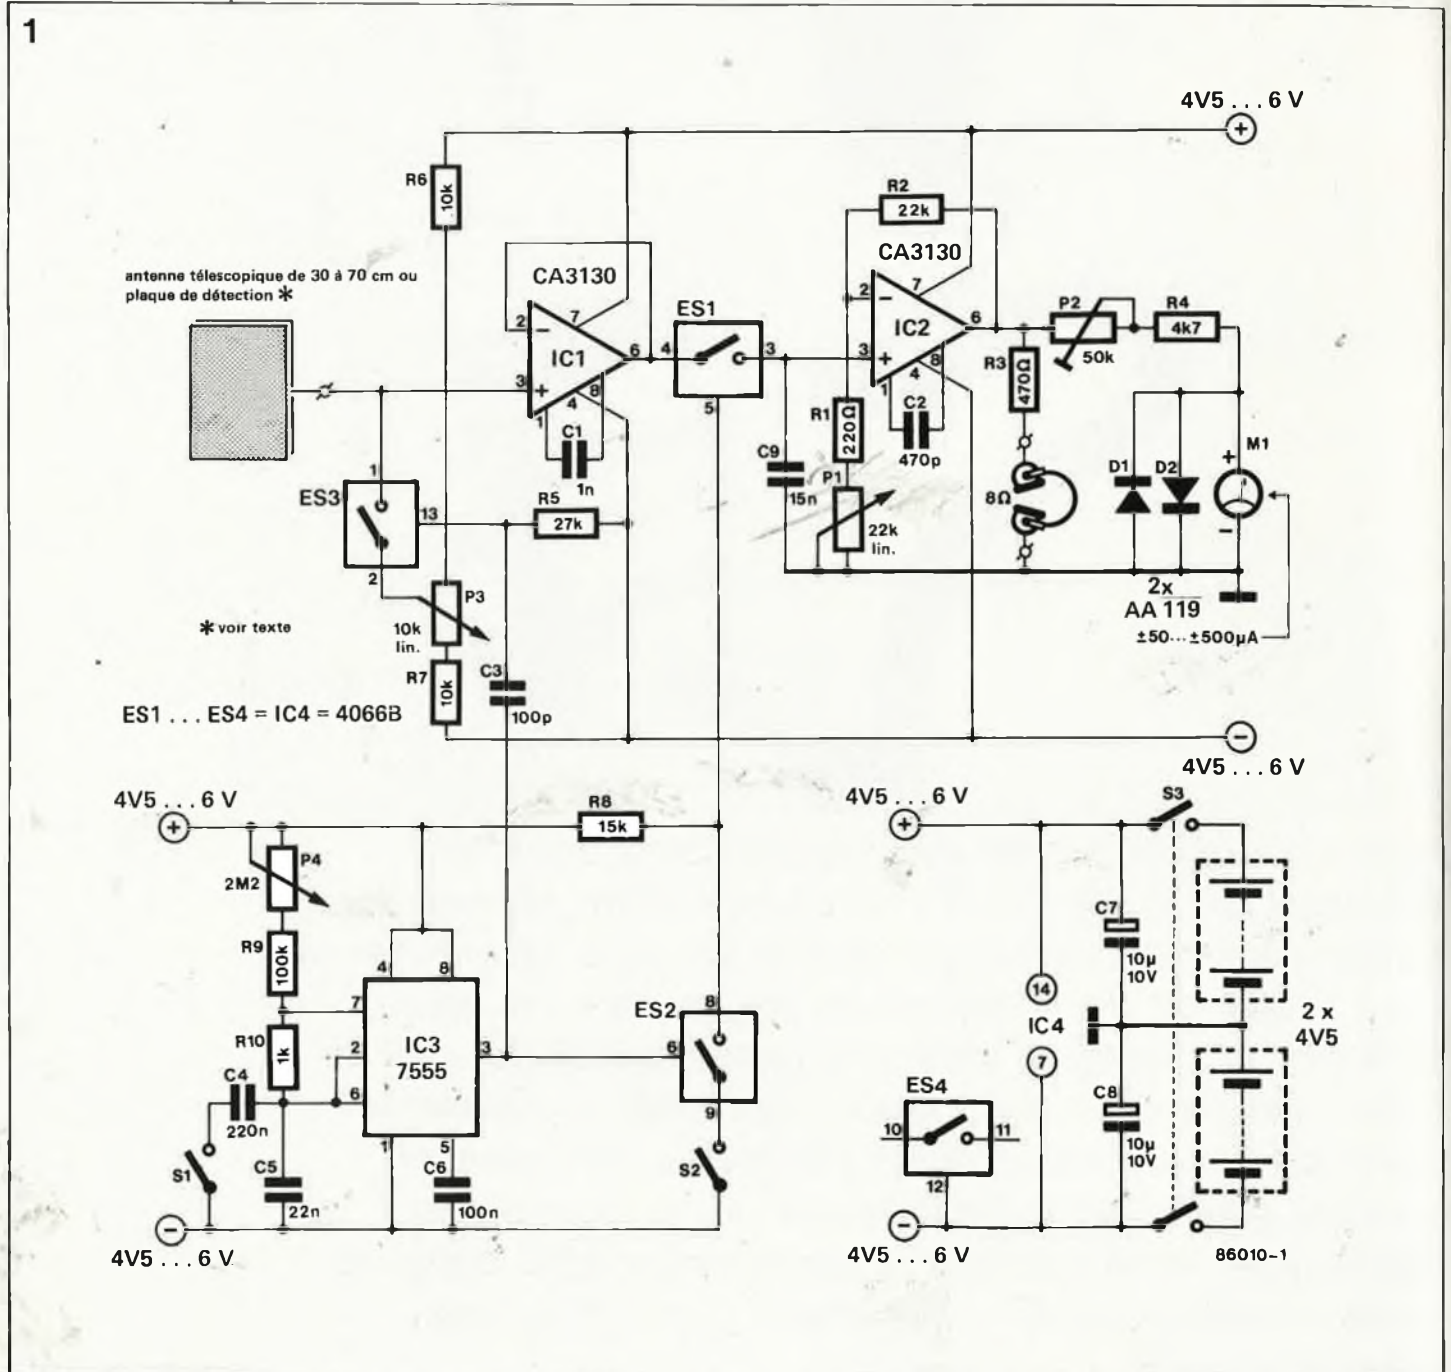 1
4V5 . . . 6 V
+
R6
10k
R2
22k
antenne télescopique de 30 à 70 cm ou
plaque de détection *
CA3130
CA3130
2
7
−
IC1
6
3
+
8
4
1
C1
1n
ES1
4
3
5
2
7
−
IC2
6
3
+
8
4
1
C2
470p
P2
50k
R4
4k7
R3
470Ω
R1
220Ω
C9
15n
P1
22k
lin.
8Ω
D1
D2
+
M1
−
1
ES3
13
2
R5
27k
P3
10k
lin.
* voir texte
R7
10k
C3
100p
2x
AA 119
±50... ±500µA
ES1 . . . ES4 = IC4 = 4066B
−
4V5 . . . 6 V
4V5 . . . 6 V
+
R8
15k
P4
2M2
R9
100k
4
8
7
R10
1k
2
IC3
7555
3
6
1
5
C4
220n
S1
C5
22n
C6
100n
ES2
8
6
9
S2
−
4V5 . . . 6 V
4V5 . . . 6 V
+
S3
C7
10µ
10V
14
IC4
7
2 x
4V5
C8
10µ
10V
ES4
10
11
12
−
4V5 . . . 6 V
86010-1